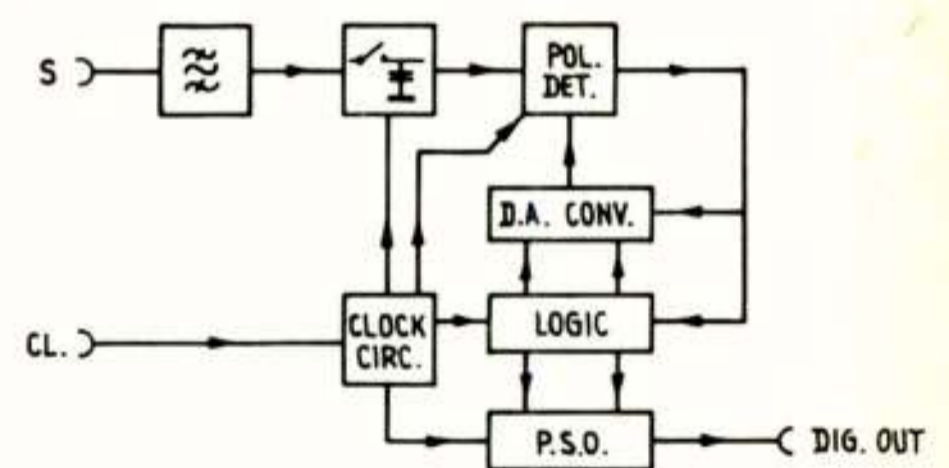 S
POL.
DET.
D.A. CONV.
CL.
CLOCK
CIRC.
LOGIC
P.S.O.
DIG. OUT